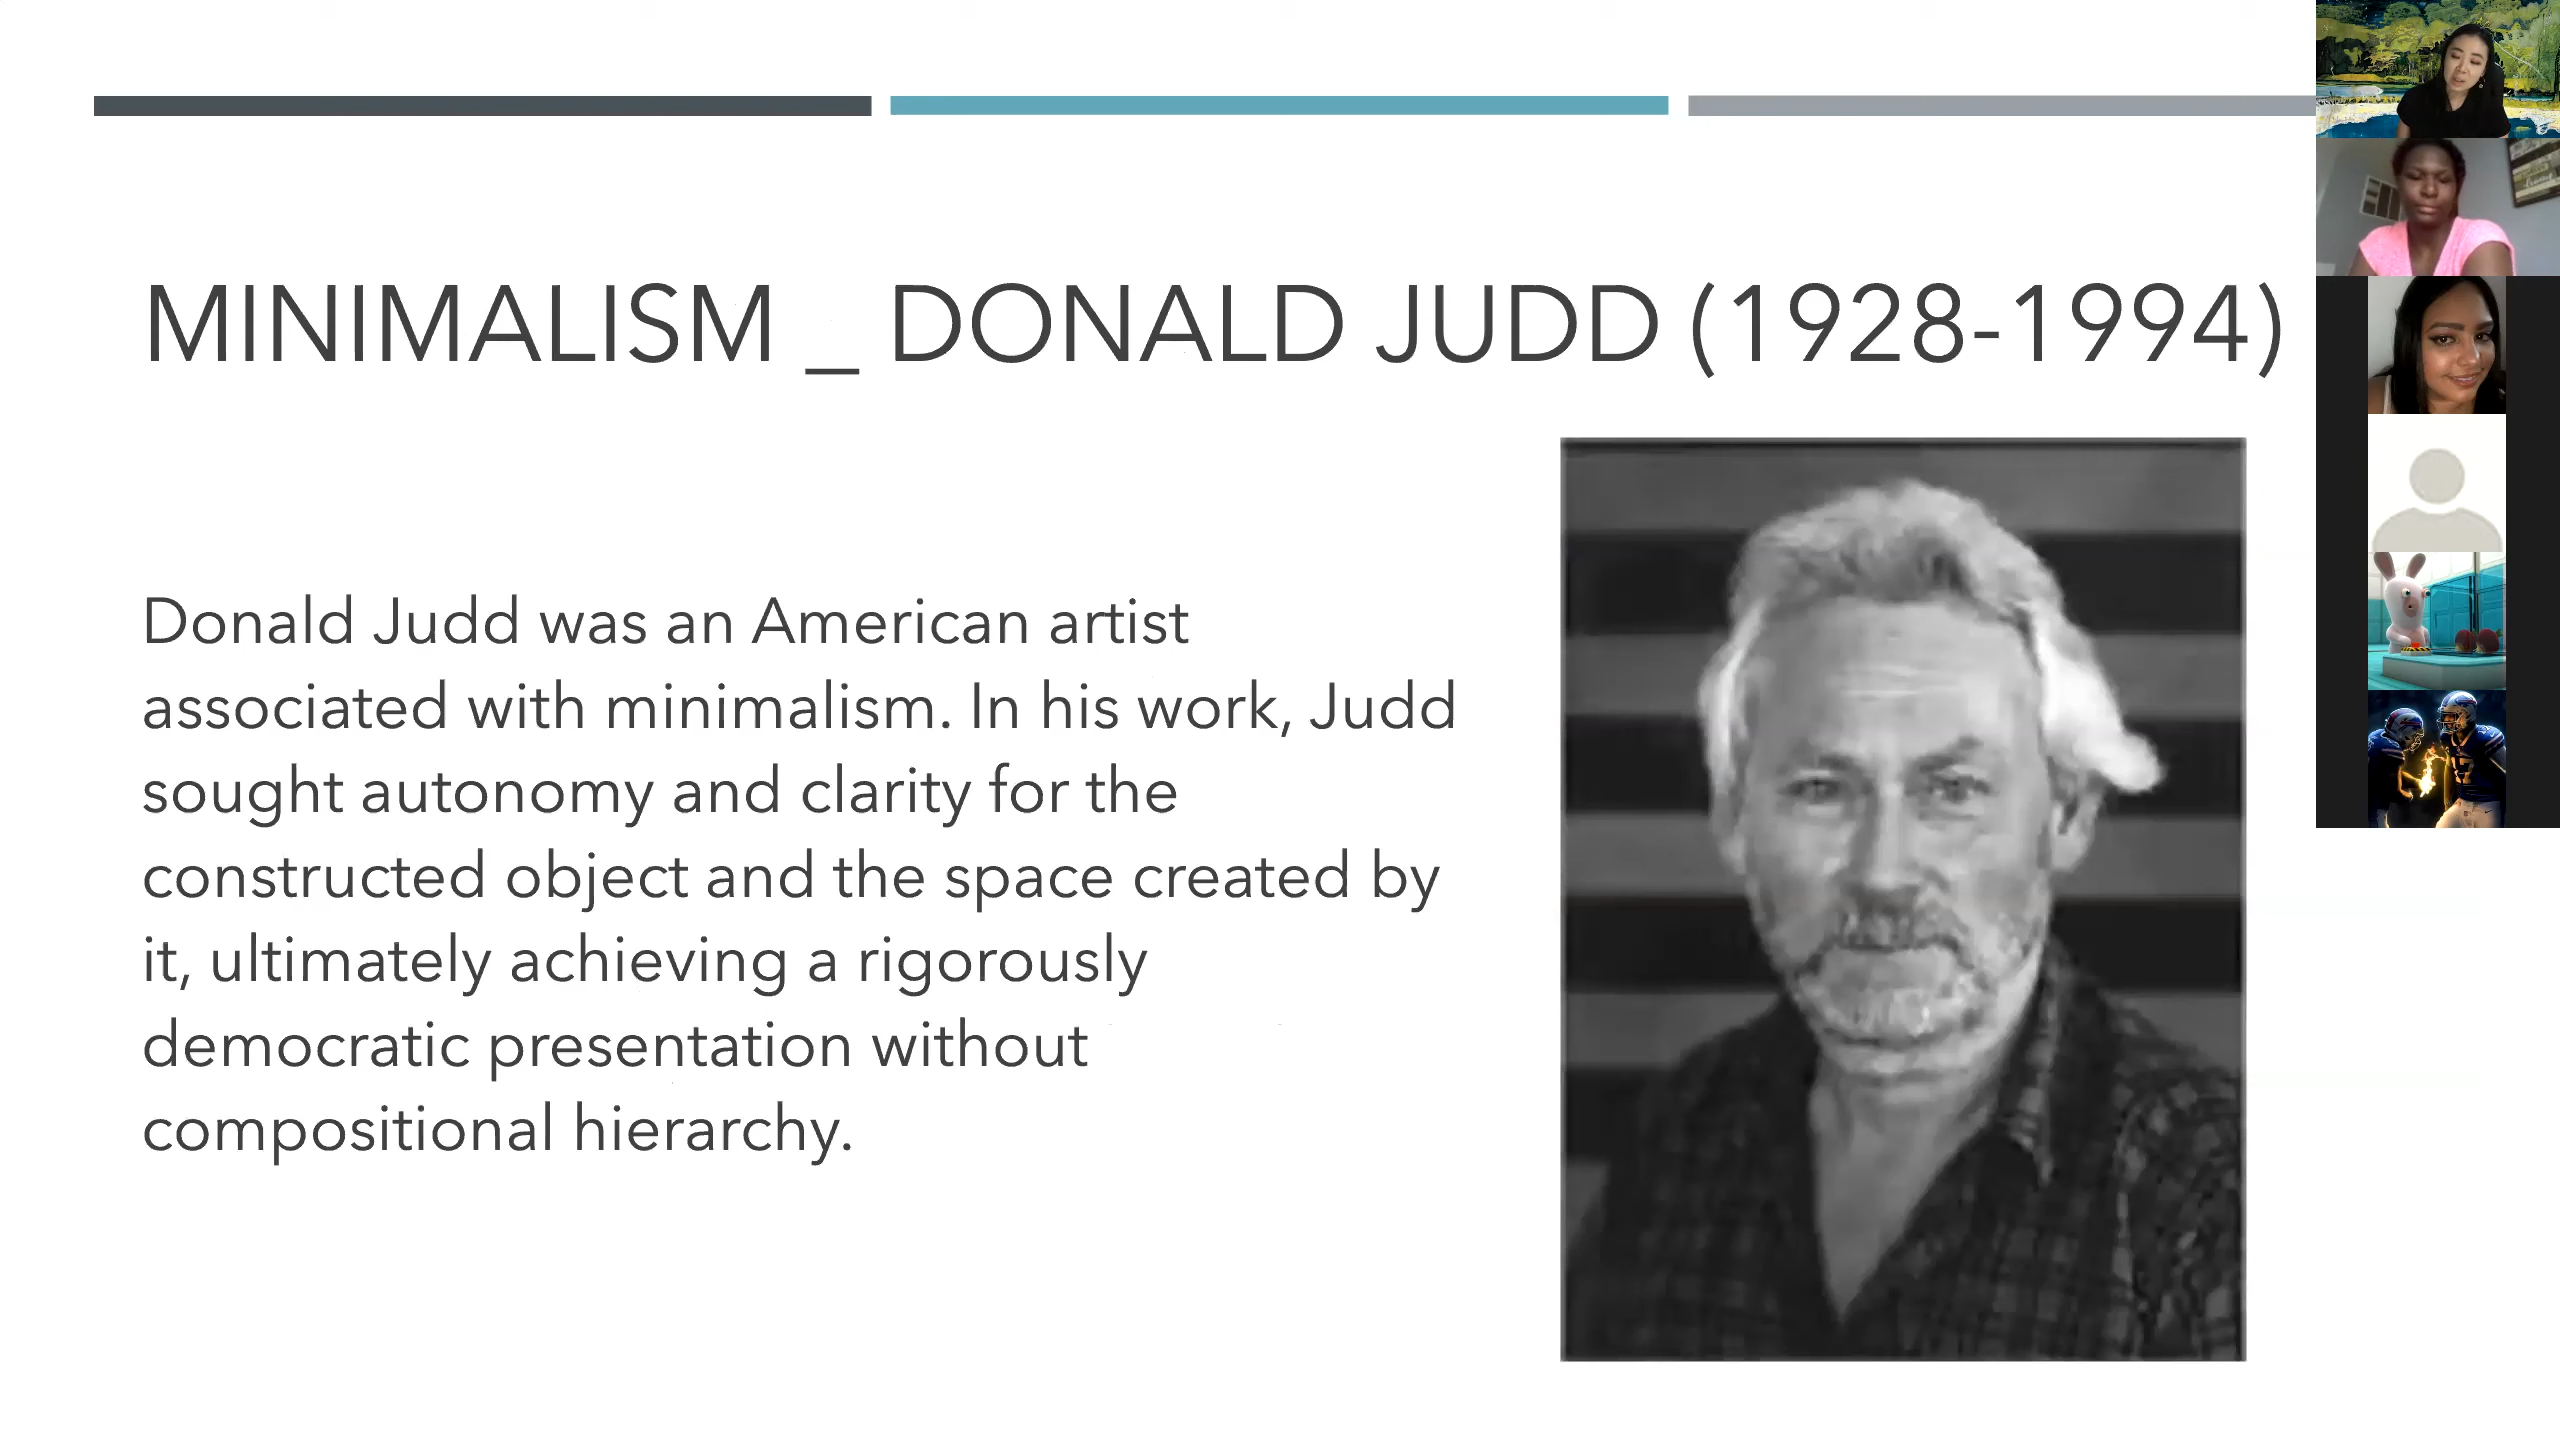 MINIMALISM _ DONALD JUDD (1928-1994)
Donald Judd was an American artist
associated with minimalism. In his work, Judd
sought autonomy and clarity for the
constructed object and the space created by
it, ultimately achieving a rigorously
democratic presentation without
compositional hierarchy.